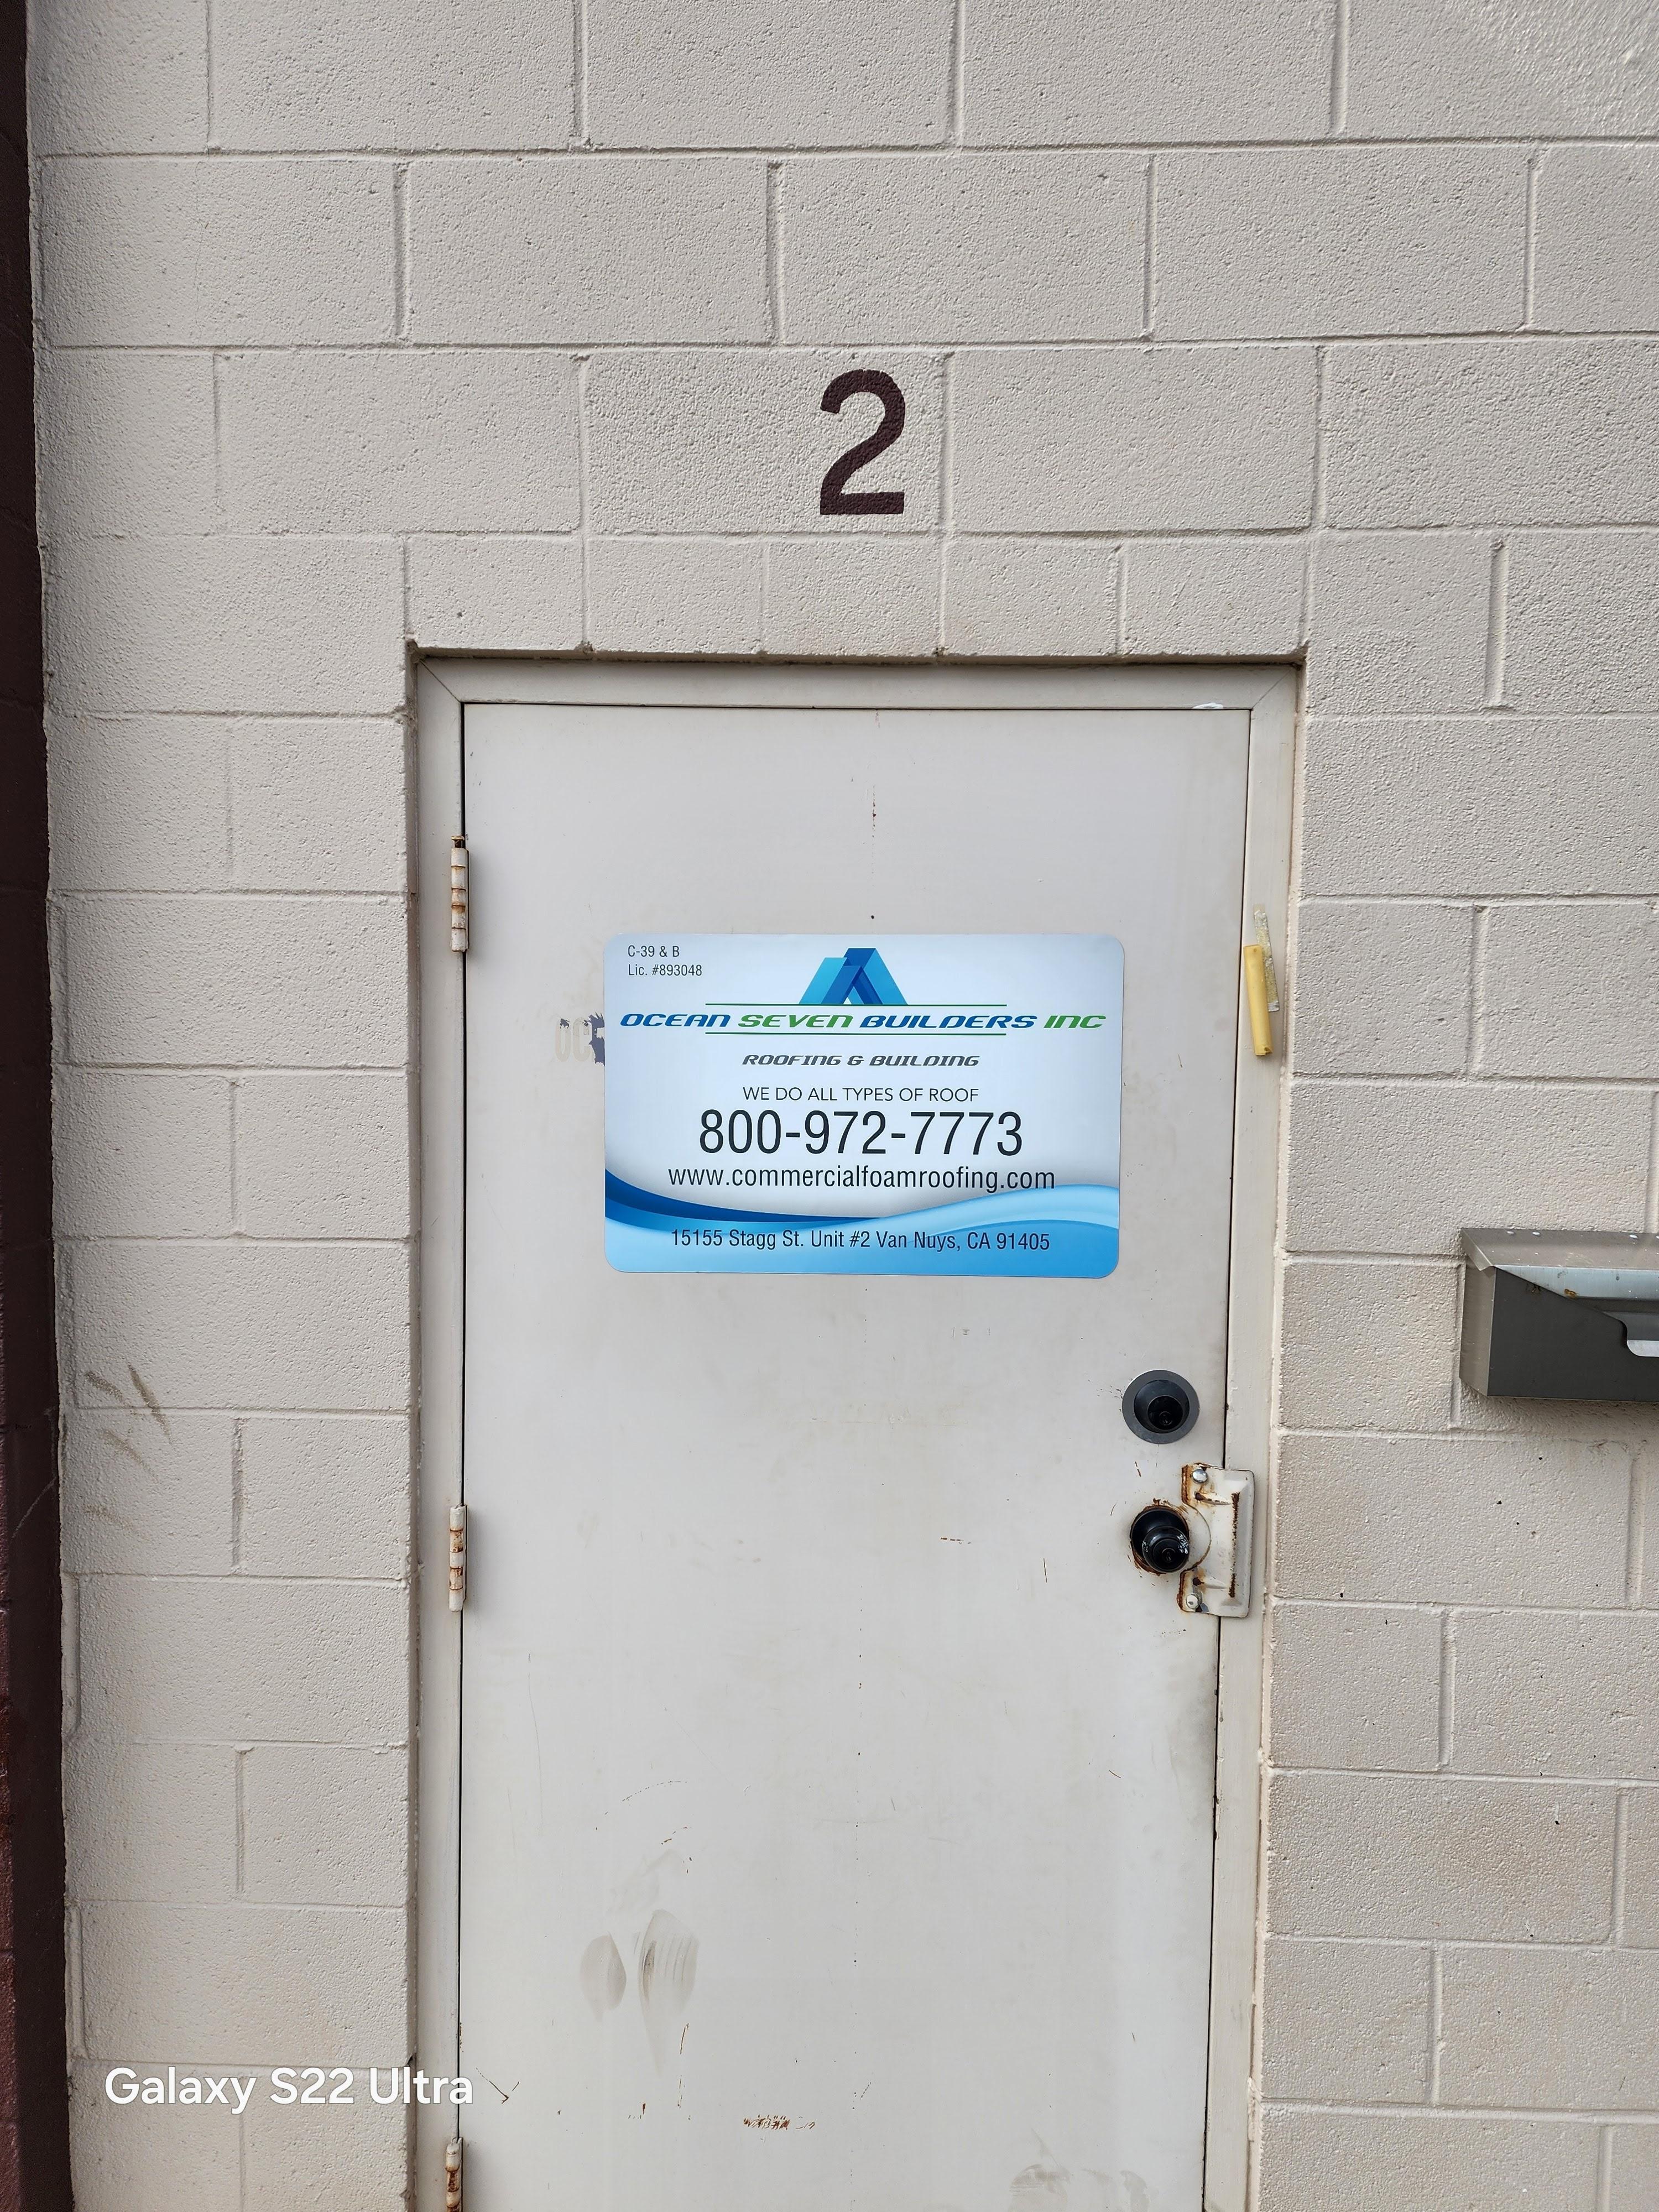 2
C-39 & B
Lic. #893048
OCEAN SEVEN BUILDERS INC
ROOFING & BUILDING
WE DO ALL TYPES OF ROOF
800-972-7773
www.commercialfoamroofing.com
15155 Stagg St. Unit #2 Van Nuys, CA 91405
Galaxy S22 Ultra